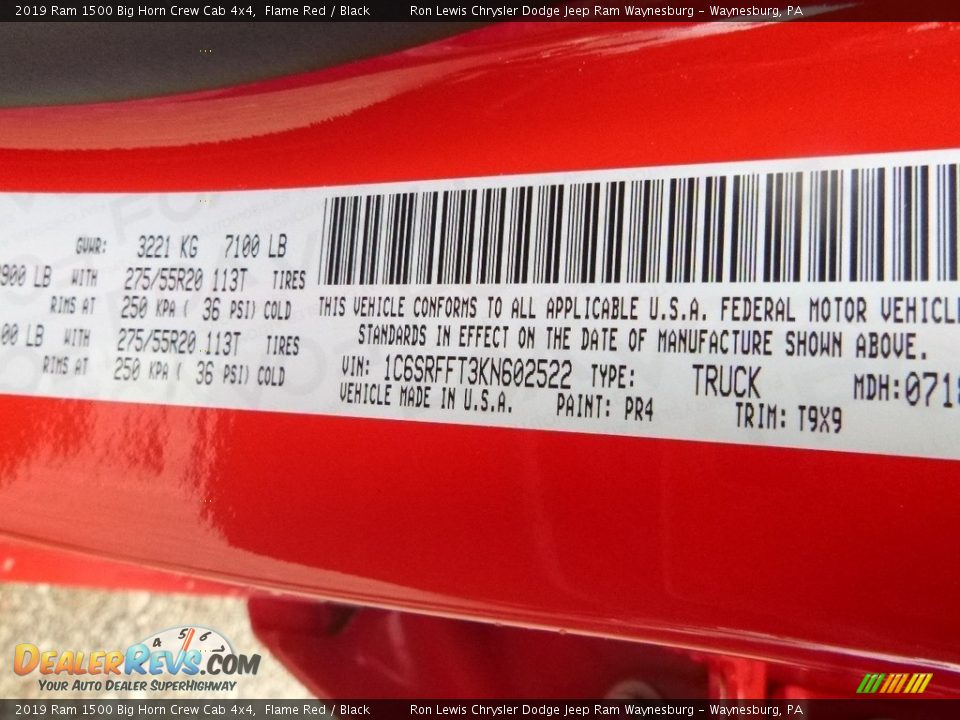 2019 Ram 1500 Big Horn Crew Cab 4x4, Flame Red / Black Ron Lewis Chrysler Dodge Jeep Ram Waynesburg - Waynesburg, PA
GVWR: 3221 KG 7100 LB
900 LB WITH 275/55R20 113T TIRES
RIMS AT 250 KPA ( 36 PSI) COLD
00 LB WITH 275/55R20 113T TIRES
RIMS AT 250 KPA ( 36 PSI) COLD
THIS VEHICLE CONFORMS TO ALL APPLICABLE U.S.A. FEDERAL MOTOR VEHICL
STANDARDS IN EFFECT ON THE DATE OF MANUFACTURE SHOWN ABOVE.
VIN: 1C6SRFFT3KN602522 TYPE: TRUCK MDH:071
VEHICLE MADE IN U.S.A. PAINT: PR4 TRIM: T9X9
4 5 6
DEALERREVS.COM
YOUR AUTO DEALER SUPERHIGHWAY
2019 Ram 1500 Big Horn Crew Cab 4x4, Flame Red / Black Ron Lewis Chrysler Dodge Jeep Ram Waynesburg - Waynesburg, PA